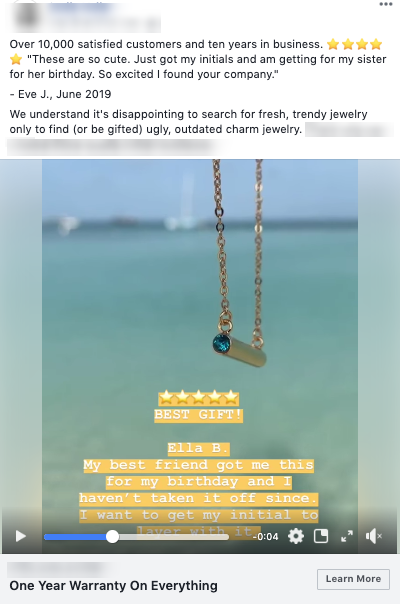 Over 10,000 satisfied customers and ten years in business. ⭐⭐⭐⭐
⭐ "These are so cute. Just got my initials and am getting for my sister
for her birthday. So excited I found your company."
- Eve J., June 2019
We understand it's disappointing to search for fresh, trendy jewelry
only to find (or be gifted) ugly, outdated charm jewelry.
⭐⭐⭐⭐⭐
BEST GIFT!
Ella B.
My best friend got me this
for my birthday and I
haven't taken it off since.
I want to get my initial to
layer with it.
-0:04
One Year Warranty On Everything
Learn More